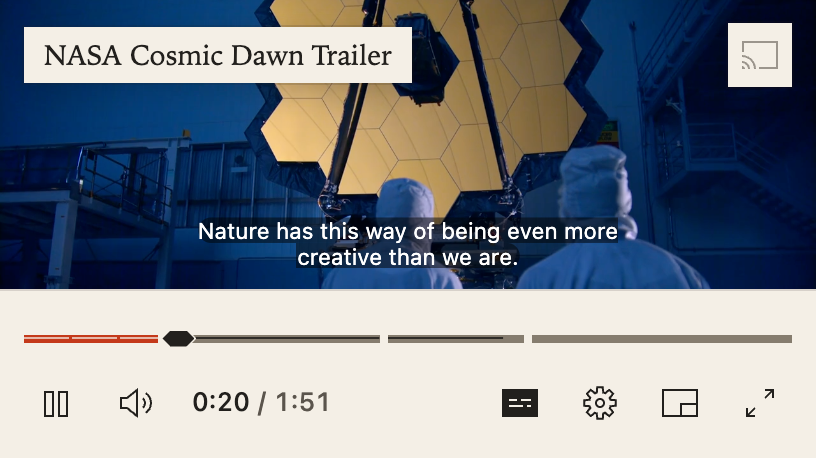 NASA Cosmic Dawn Trailer
Nature has this way of being even more
creative than we are.
0:20 / 1:51